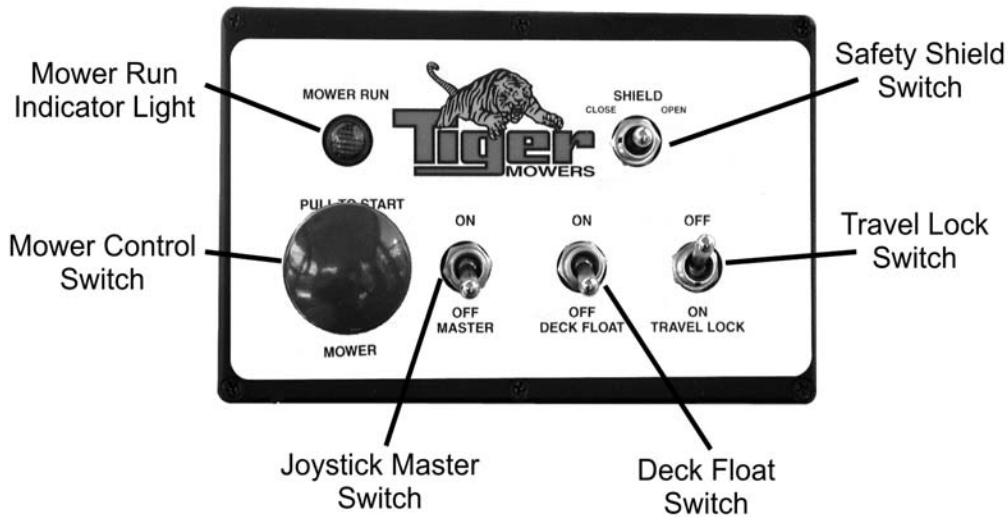 Mower Run
Indicator Light
Safety Shield
Switch
MOWER RUN
SHIELD
CLOSE
OPEN
Tiger
MOWERS
PULL TO START
Mower Control
Switch
ON
ON
OFF
Travel Lock
Switch
OFF
MASTER
OFF
DECK FLOAT
ON
TRAVEL LOCK
MOWER
Joystick Master
Switch
Deck Float
Switch